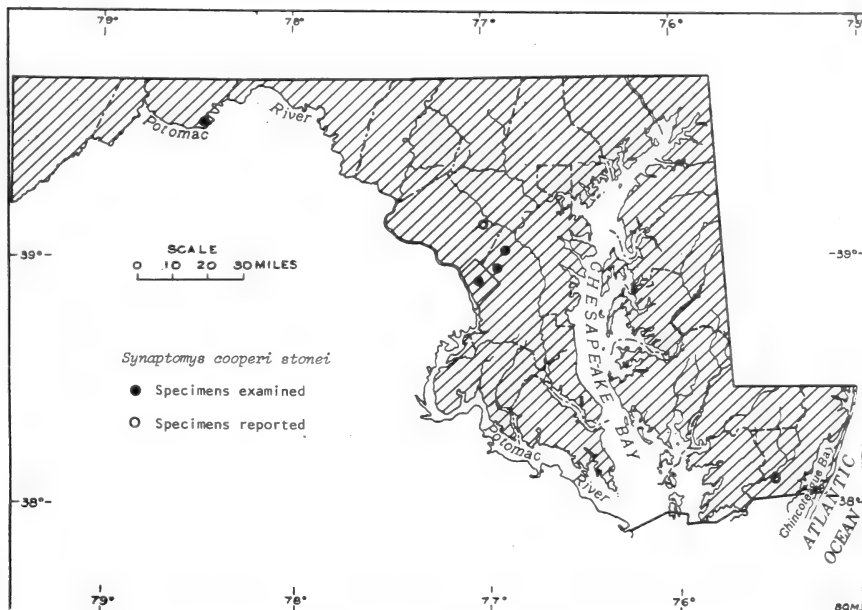 79° 78° 77° 76° 75
Potomac River
39°-
-39°
SCALE
0 10 20 30 MILES
CHESAPEAKE BAY
Synaptomys cooperi stonei
Specimens examined
Specimens reported
Potomac River
Chincoteague Bay
ATLANTIC OCEAN
38°-
38°
79° 78° 77° 76°